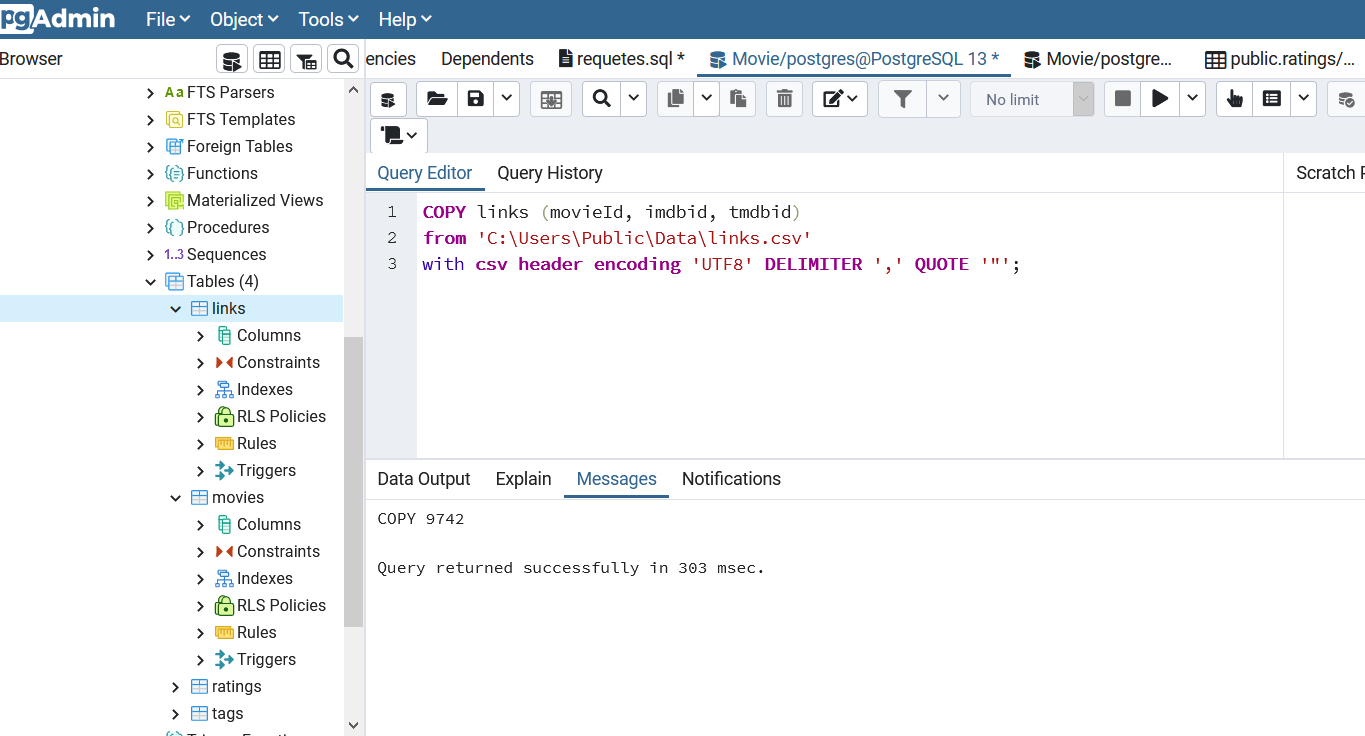 pgAdmin File Object Tools Help
Browser
encies Dependents requetes.sql * Movie/postgres@PostgreSQL 13 * Movie/postgre... public.ratings/...
No limit
Aa FTS Parsers
FTS Templates
Foreign Tables
{≡} Functions
Materialized Views
{} Procedures
1..3 Sequences
Tables (4)
links
Columns
Constraints
Indexes
RLS Policies
Rules
Triggers
movies
Columns
Constraints
Indexes
RLS Policies
Rules
Triggers
ratings
tags
Query Editor Query History Scratch P
1 COPY links (movieId, imdbid, tmdbid)
2 from 'C:\Users\Public\Data\links.csv'
3 with csv header encoding 'UTF8' DELIMITER ',' QUOTE '"';
Data Output Explain Messages Notifications
COPY 9742
Query returned successfully in 303 msec.